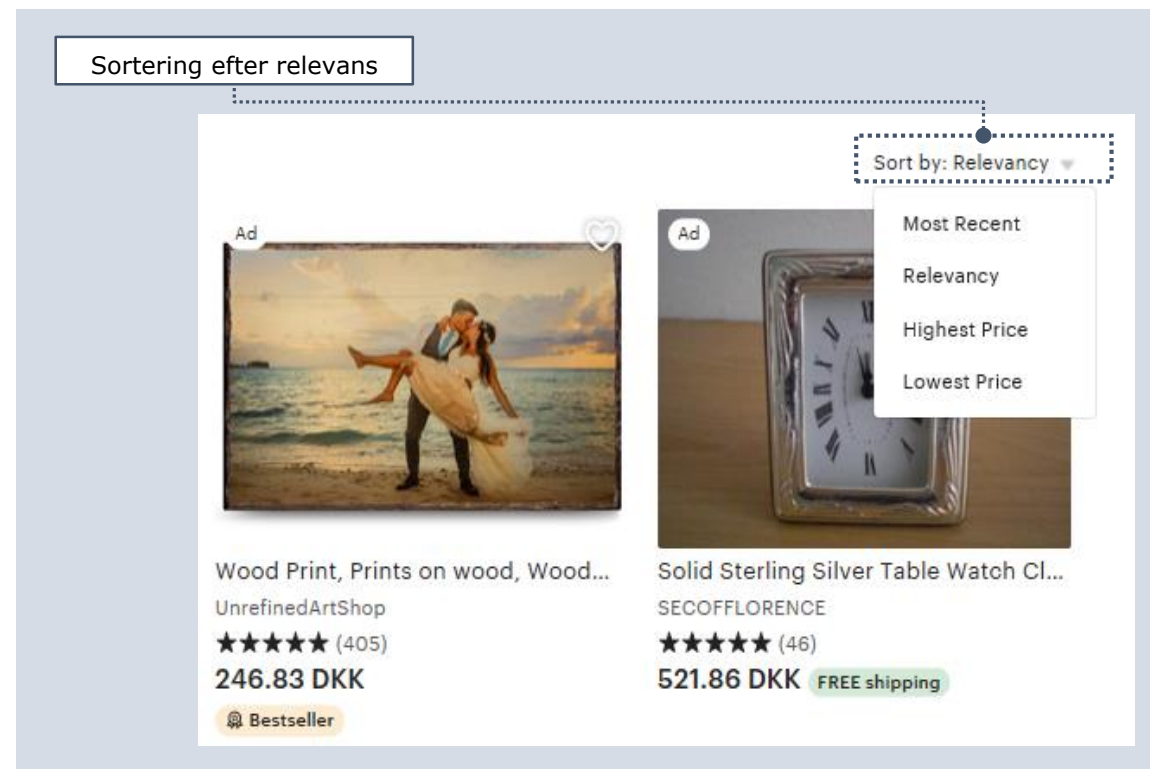 Sortering efter relevans
Sort by: Relevancy
Most Recent
Relevancy
Highest Price
Lowest Price
Ad
Ad
Wood Print, Prints on wood, Wood...
UnrefinedArtShop
★★★★★ (405)
246.83 DKK
Bestseller
Solid Sterling Silver Table Watch Cl...
SECOFFLORENCE
★★★★★ (46)
521.86 DKK FREE shipping